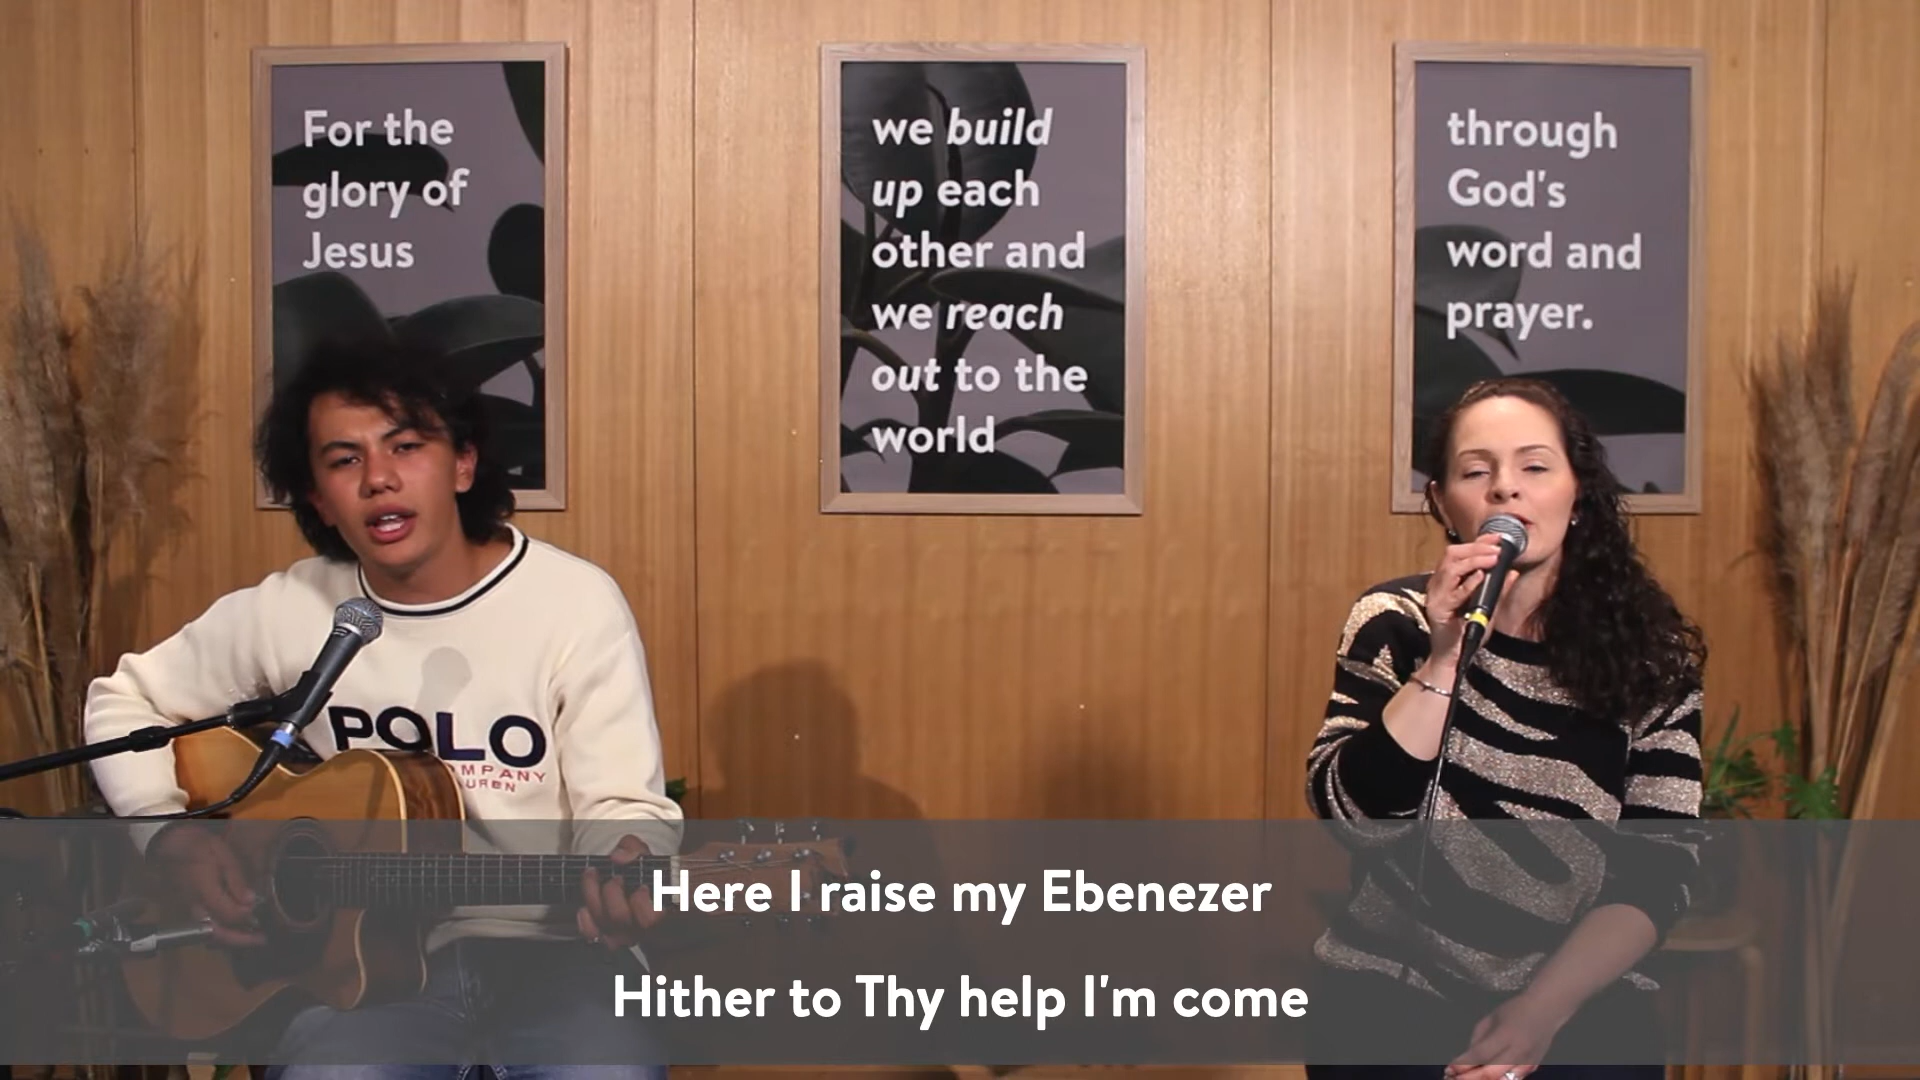 For the
glory of
Jesus
we build
up each
other and
we reach
out to the
world
through
God's
word and
prayer.
POLO
Here I raise my Ebenezer
Hither to Thy help I'm come